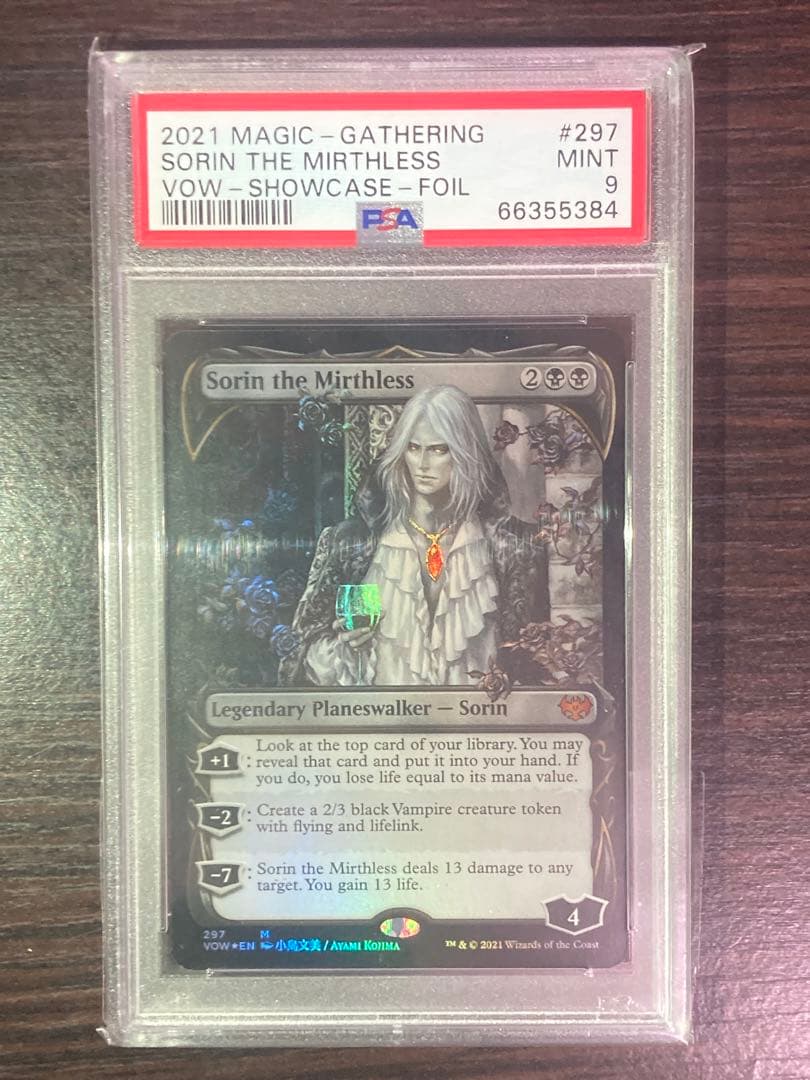 2021 MAGIC-GATHERING #297
SORIN THE MIRTHLESS MINT
VOW-SHOWCASE-FOIL 9
PSA 66355384
Sorin the Mirthless 2
Legendary Planeswalker — Sorin
+1: Look at the top card of your library. You may
reveal that card and put it into your hand. If
you do, you lose life equal to its mana value.
−2: Create a 2/3 black Vampire creature token
with flying and lifelink.
−7: Sorin the Mirthless deals 13 damage to any
target. You gain 13 life.
4
297 M
VOW★EN 小島文美 / AYAMI KOJIMA ™ & © 2021 Wizards of the Coast